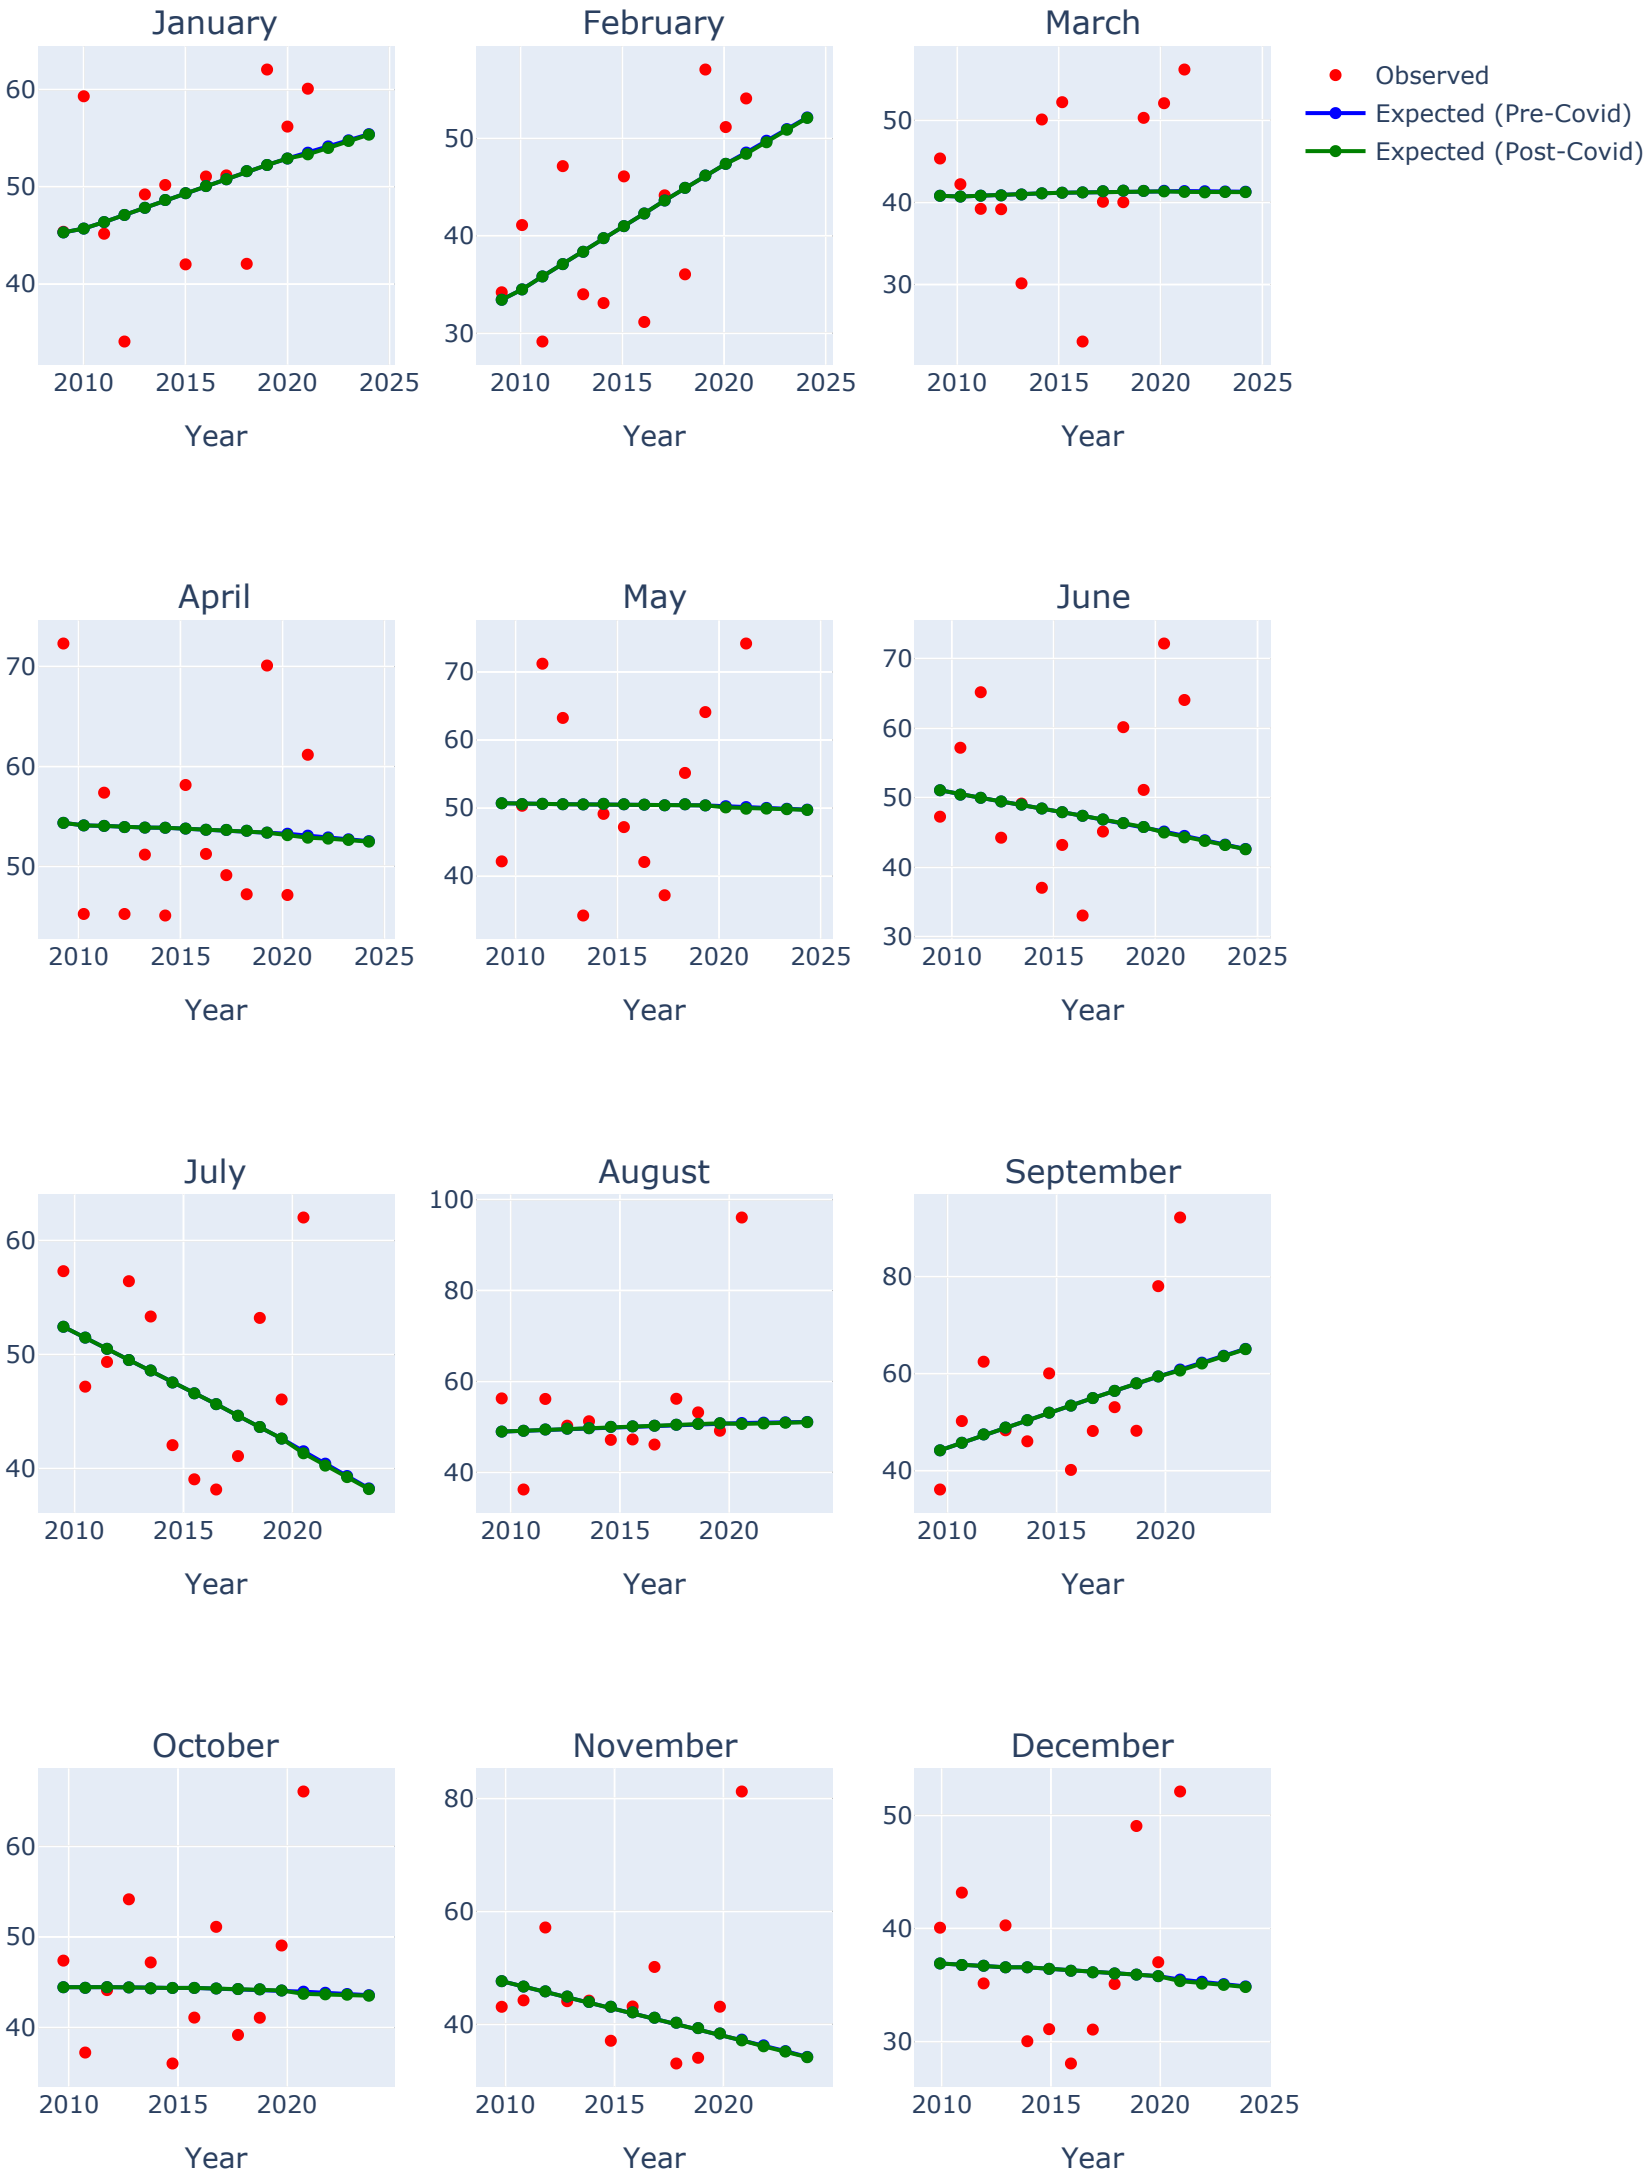 January February March
60
50
40
50
40
30
50
40
30
2010 2015 2020 2025 2010 2015 2020 2025 2010 2015 2020 2025
Year Year Year
Observed
Expected (Pre-Covid)
Expected (Post-Covid)
April May June
70
60
50
70
60
50
40
70
60
50
40
30
2010 2015 2020 2025 2010 2015 2020 2025 2010 2015 2020 2025
Year Year Year
July August September
60
50
40
100
80
60
40
80
60
40
2010 2015 2020 2010 2015 2020 2010 2015 2020
Year Year Year
October November December
60
50
40
80
60
40
50
40
30
2010 2015 2020 2010 2015 2020 2010 2015 2020 2025
Year Year Year